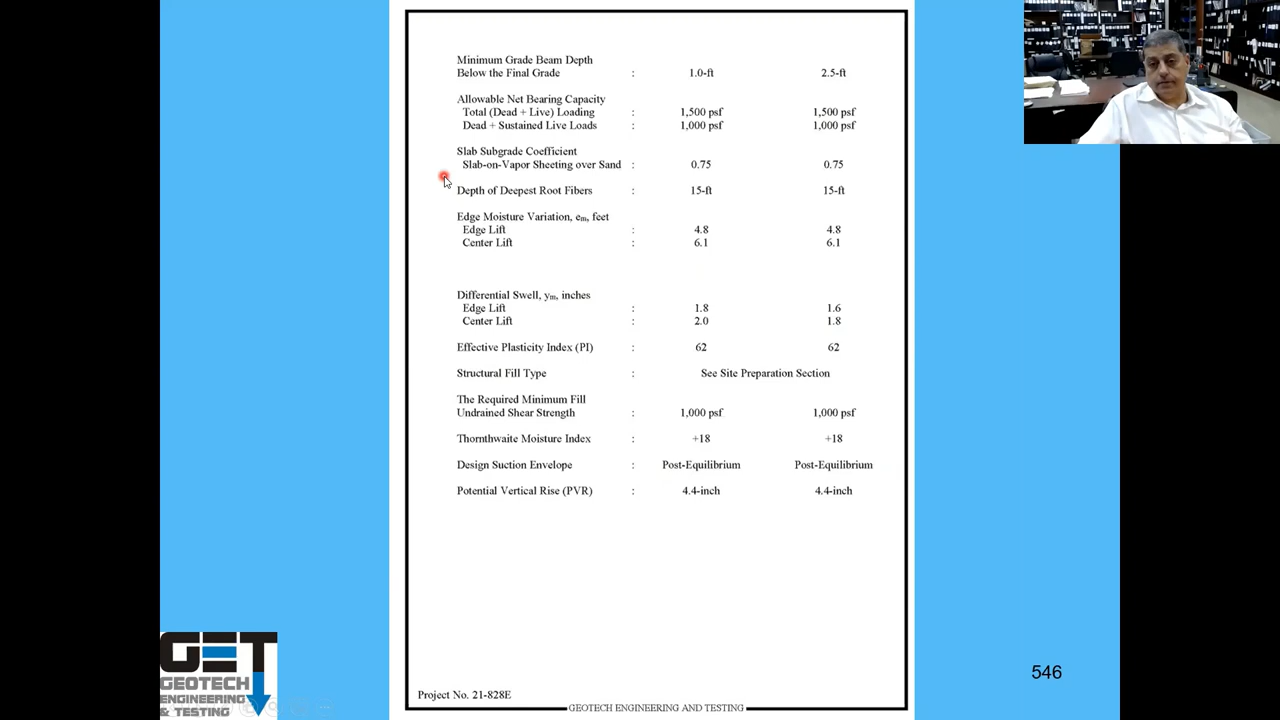 Minimum Grade Beam Depth
Below the Final Grade : 1.0-ft 2.5-ft
Allowable Net Bearing Capacity
Total (Dead + Live) Loading : 1,500 psf 1,500 psf
Dead + Sustained Live Loads : 1,000 psf 1,000 psf
Slab Subgrade Coefficient
Slab-on-Vapor Sheeting over Sand : 0.75 0.75
Depth of Deepest Root Fibers : 15-ft 15-ft
Edge Moisture Variation, em, feet
Edge Lift : 4.8 4.8
Center Lift : 6.1 6.1
Differential Swell, ym, inches
Edge Lift : 1.8 1.6
Center Lift : 2.0 1.8
Effective Plasticity Index (PI) : 62 62
Structural Fill Type : See Site Preparation Section
The Required Minimum Fill
Undrained Shear Strength : 1,000 psf 1,000 psf
Thornthwaite Moisture Index : +18 +18
Design Suction Envelope : Post-Equilibrium Post-Equilibrium
Potential Vertical Rise (PVR) : 4.4-inch 4.4-inch
Project No. 21-828E
GEOTECH ENGINEERING AND TESTING
GET
GEOTECH
ENGINEERING
& TESTING
546